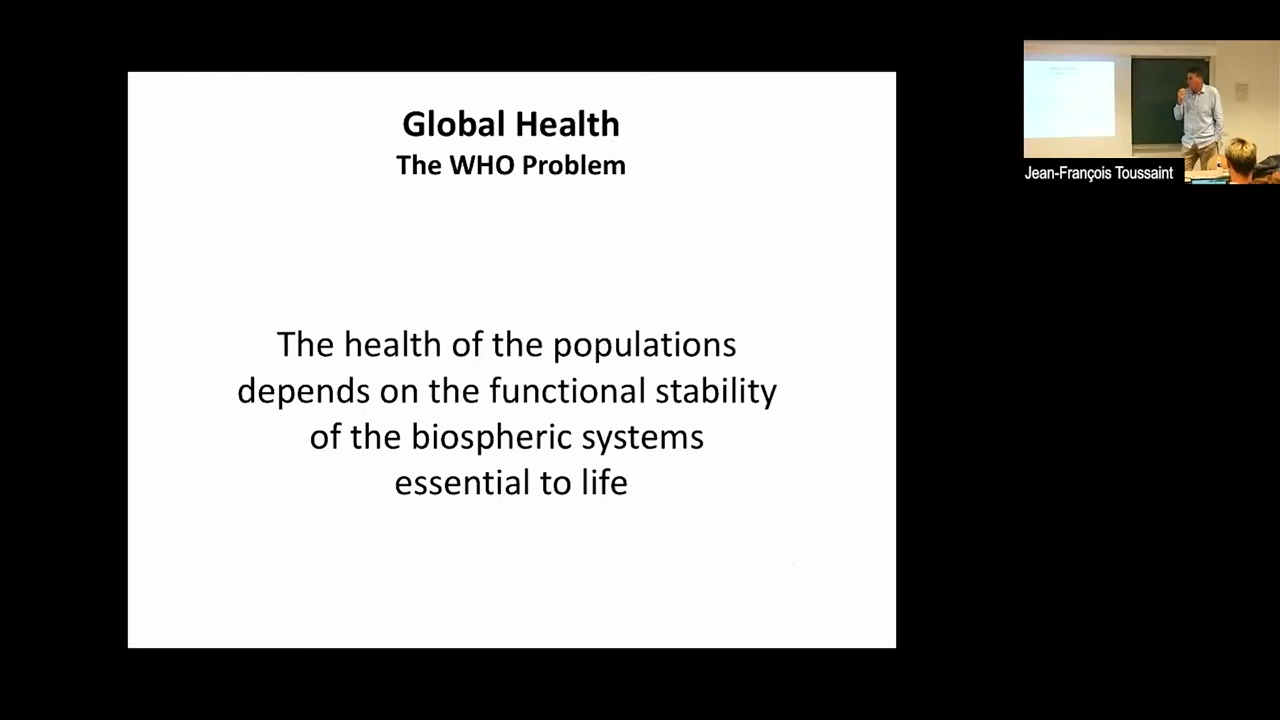 Global Health
The WHO Problem
The health of the populations
depends on the functional stability
of the biospheric systems
essential to life
Jean-François Toussaint